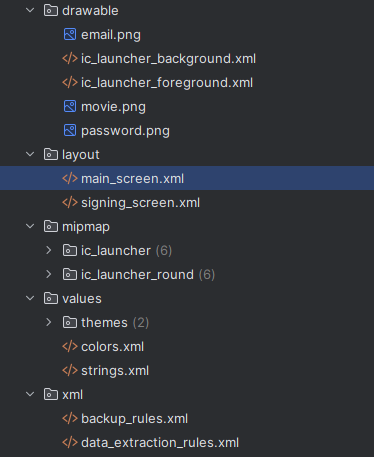 drawable
email.png
ic_launcher_background.xml
ic_launcher_foreground.xml
movie.png
password.png
layout
main_screen.xml
signing_screen.xml
mipmap
ic_launcher (6)
ic_launcher_round (6)
values
themes (2)
colors.xml
strings.xml
xml
backup_rules.xml
data_extraction_rules.xml